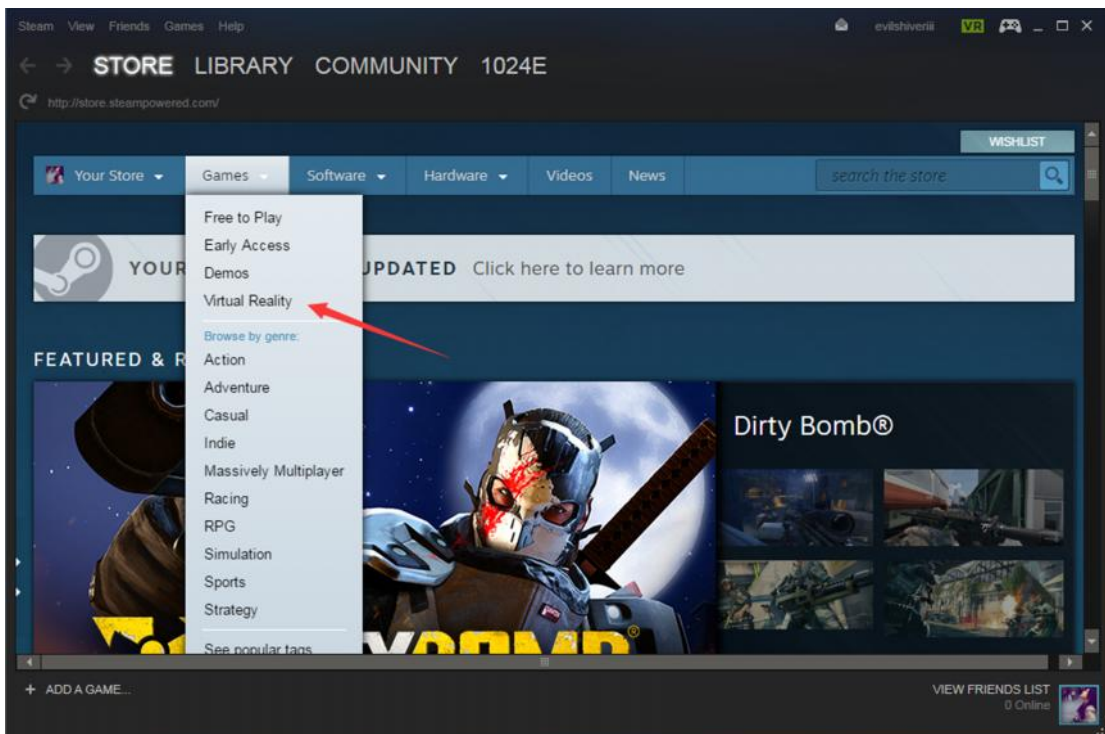 Steam View Friends Games Help
evilshiveriii VR
STORE LIBRARY COMMUNITY 1024E
http://store.steampowered.com/
WISHLIST
Your Store Games Software Hardware Videos News search the store
Free to Play
Early Access
YOUR UPDATED Click here to learn more
Demos
Virtual Reality
Browse by genre:
FEATURED & R
Action
Adventure
Casual
Indie
Massively Multiplayer
Racing
RPG
Simulation
Sports
Strategy
See popular tags
Dirty Bomb®
YBOMB®
+ ADD A GAME...
VIEW FRIENDS LIST
0 Online